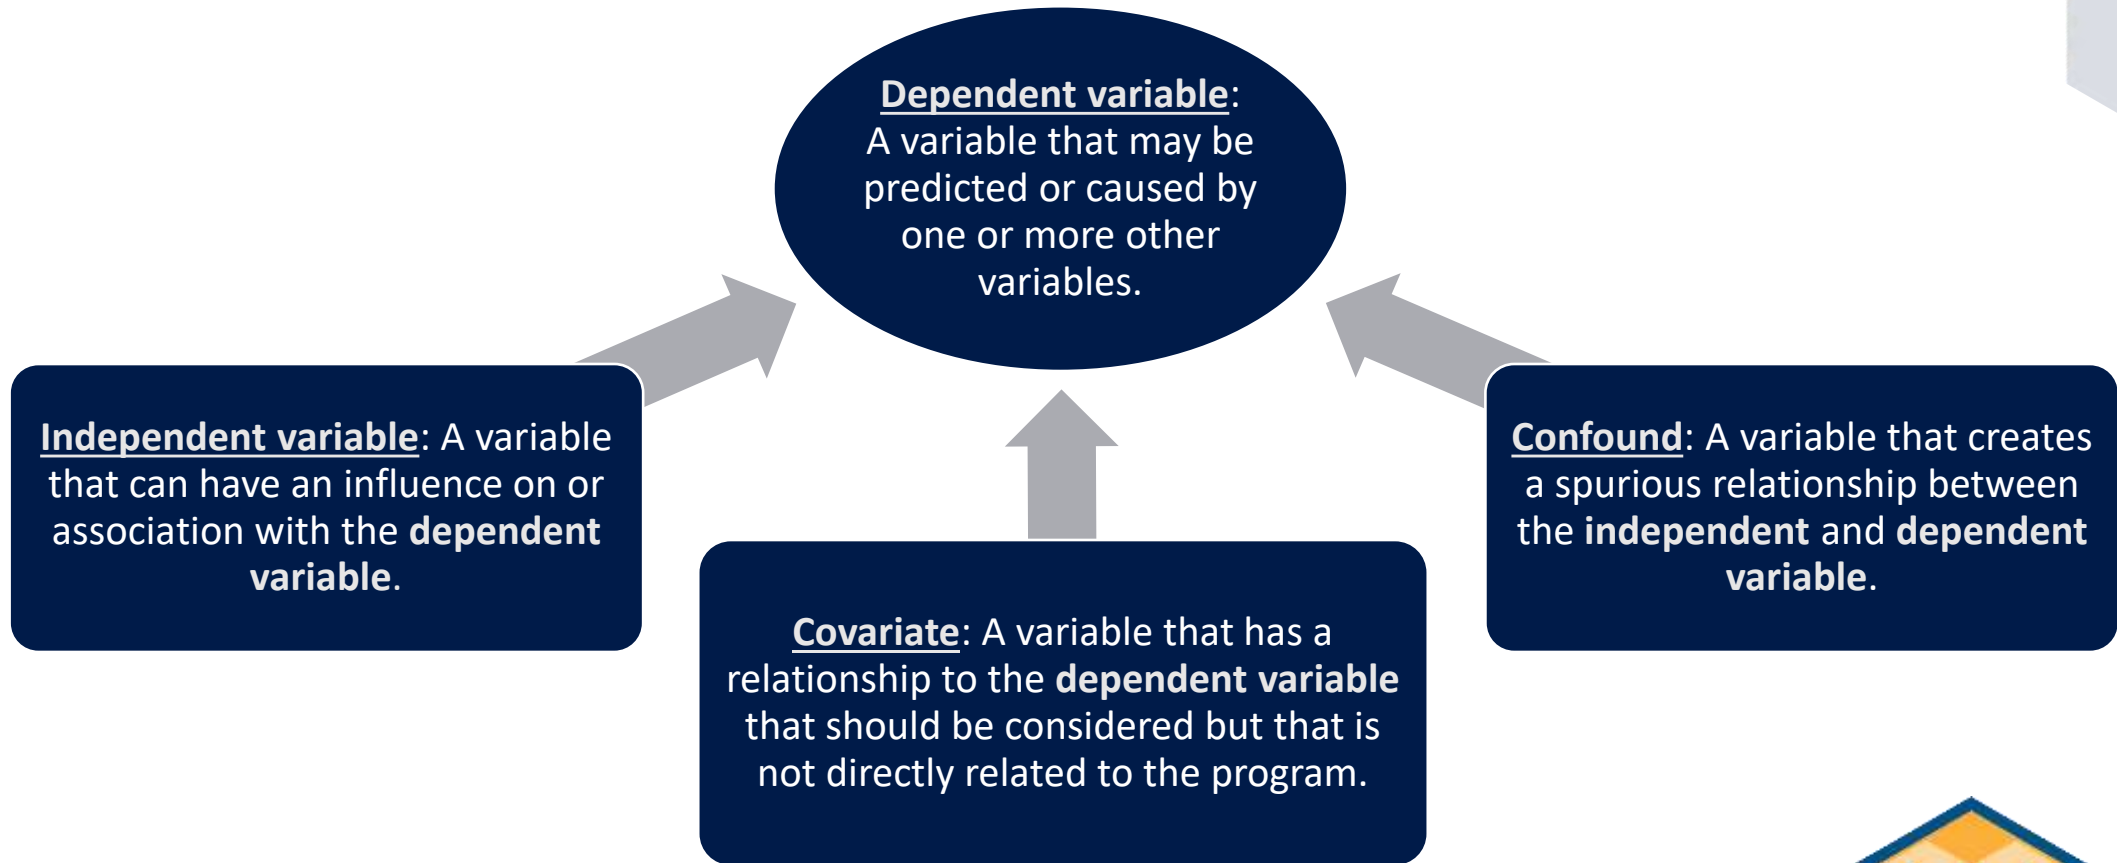 Dependent variable:
A variable that may be
predicted or caused by
one or more other
variables.
Independent variable: A variable
that can have an influence on or
association with the dependent
variable.
Covariate: A variable that has a
relationship to the dependent variable
that should be considered but that is
not directly related to the program.
Confound: A variable that creates
a spurious relationship between
the independent and dependent
variable.